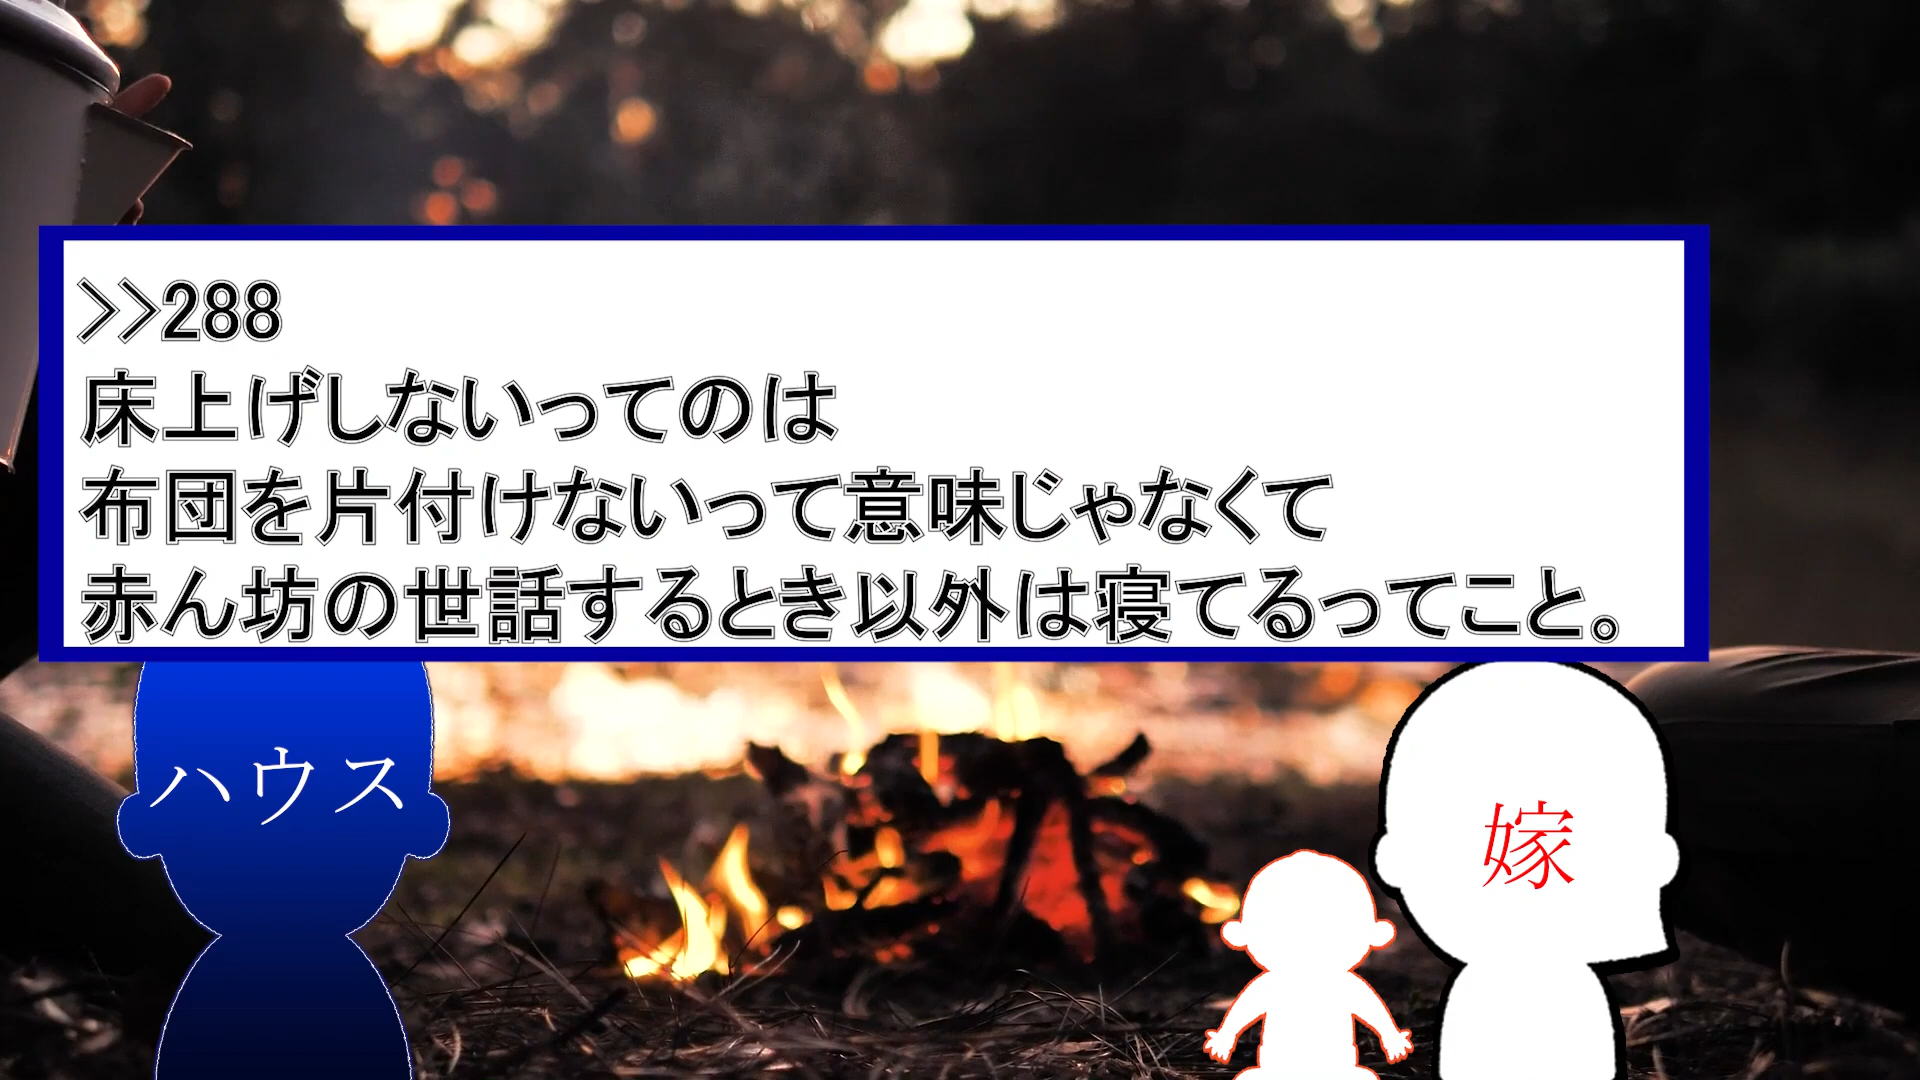 >>288
床上げしないってのは
布団を片付けないって意味じゃなくて
赤ん坊の世話するとき以外は寝てるってこと。
ハウス
嫁